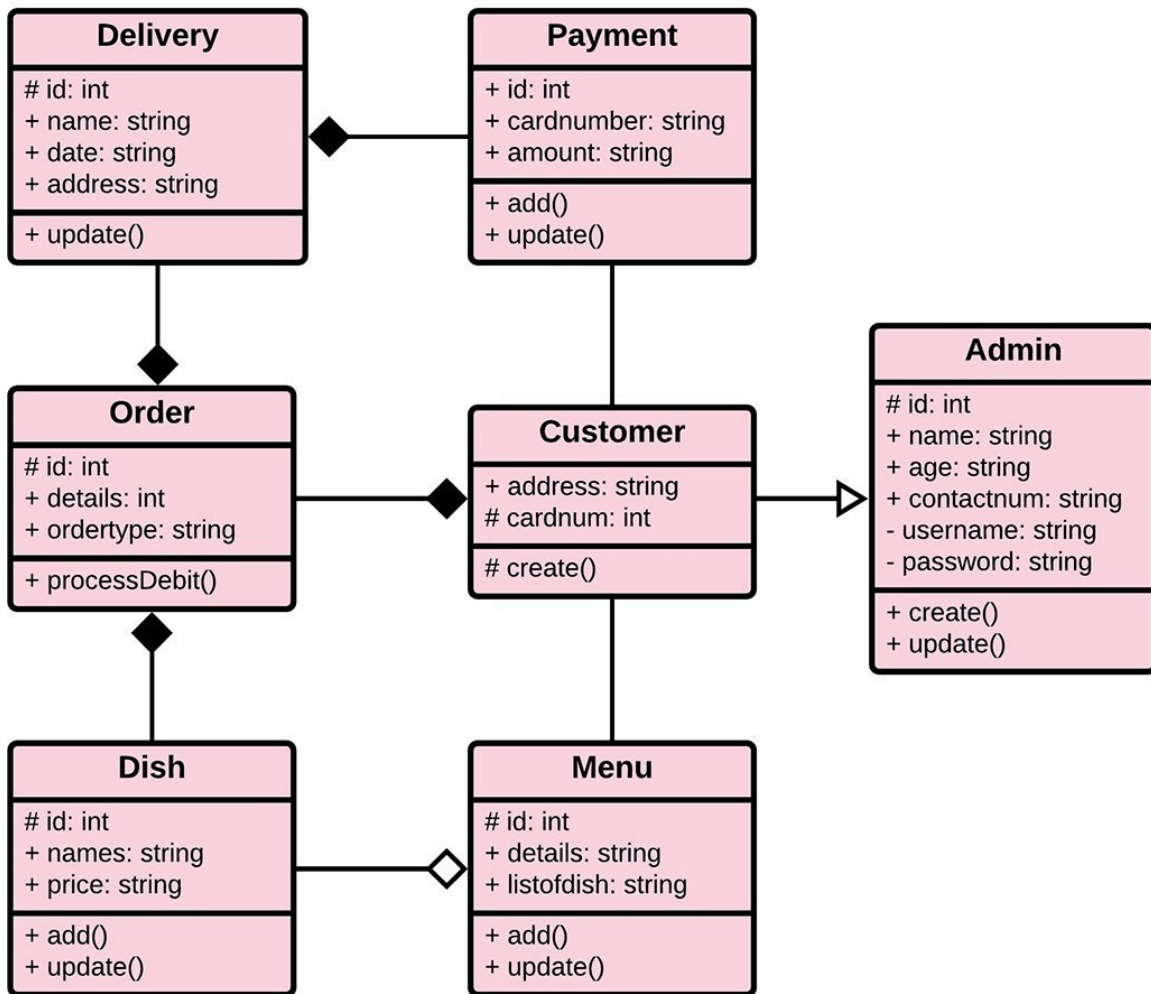 Delivery
# id: int
+ name: string
+ date: string
+ address: string
+ update()
Payment
+ id: int
+ cardnumber: string
+ amount: string
+ add()
+ update()
Order
# id: int
+ details: int
+ ordertype: string
+ processDebit()
Customer
+ address: string
# cardnum: int
# create()
Admin
# id: int
+ name: string
+ age: string
+ contactnum: string
- username: string
- password: string
+ create()
+ update()
Dish
# id: int
+ names: string
+ price: string
+ add()
+ update()
Menu
# id: int
+ details: string
+ listofdish: string
+ add()
+ update()